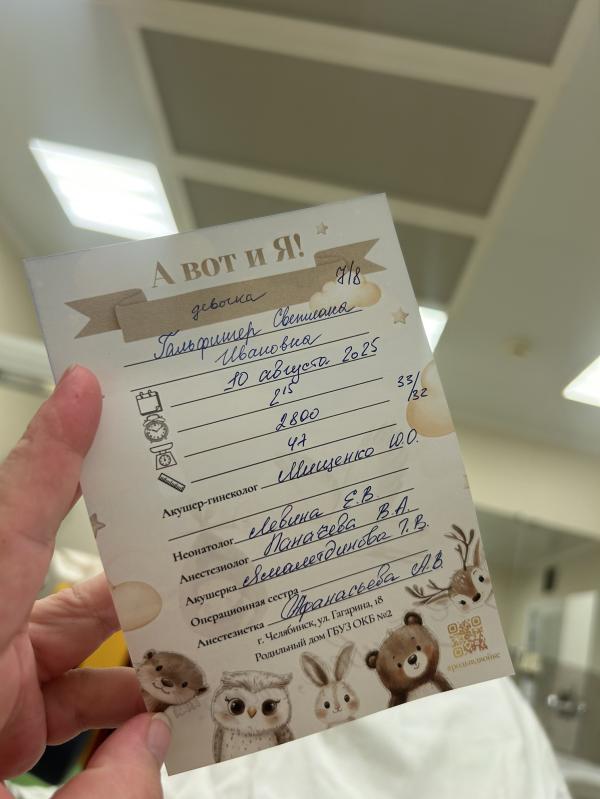 А вот и Я!
девочка 7/8
Гальфингер Светлана
Ивановна
10 августа 2025
2¹⁵
2800 33/32
47
Акушер-гинеколог Мищенко Ю.О.
Неонатолог Левина Е.В.
Анестезиолог Паначева В.А.
Акушерка Ямалетдинова Г.В.
Операционная сестра
Анестезистка Афанасьева А.В.
г. Челябинск, ул. Гагарина, 18
Родильный дом ГБУЗ ОКБ №2